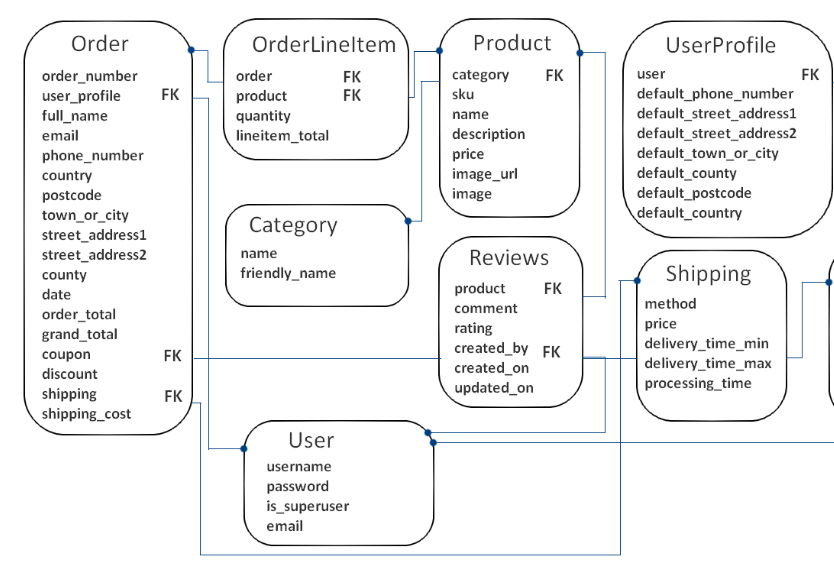 Order
order_number
user_profile FK
full_name
email
phone_number
country
postcode
town_or_city
street_address1
street_address2
county
date
order_total
grand_total
coupon FK
discount
shipping FK
shipping_cost
OrderLineItem
order FK
product FK
quantity
lineitem_total
Product
category FK
sku
name
description
price
image_url
image
UserProfile
user FK
default_phone_number
default_street_address1
default_street_address2
default_town_or_city
default_county
default_postcode
default_country
Category
name
friendly_name
Reviews
product FK
comment
rating
created_by FK
created_on
updated_on
Shipping
method
price
delivery_time_min
delivery_time_max
processing_time
User
username
password
is_superuser
email